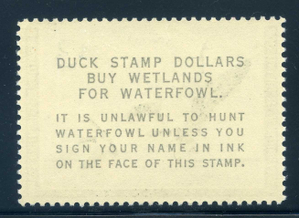 DUCK STAMP DOLLARS
BUY WETLANDS
FOR WATERFOWL.
IT IS UNLAWFUL TO HUNT
WATERFOWL UNLESS YOU
SIGN YOUR NAME IN INK
ON THE FACE OF THIS STAMP.